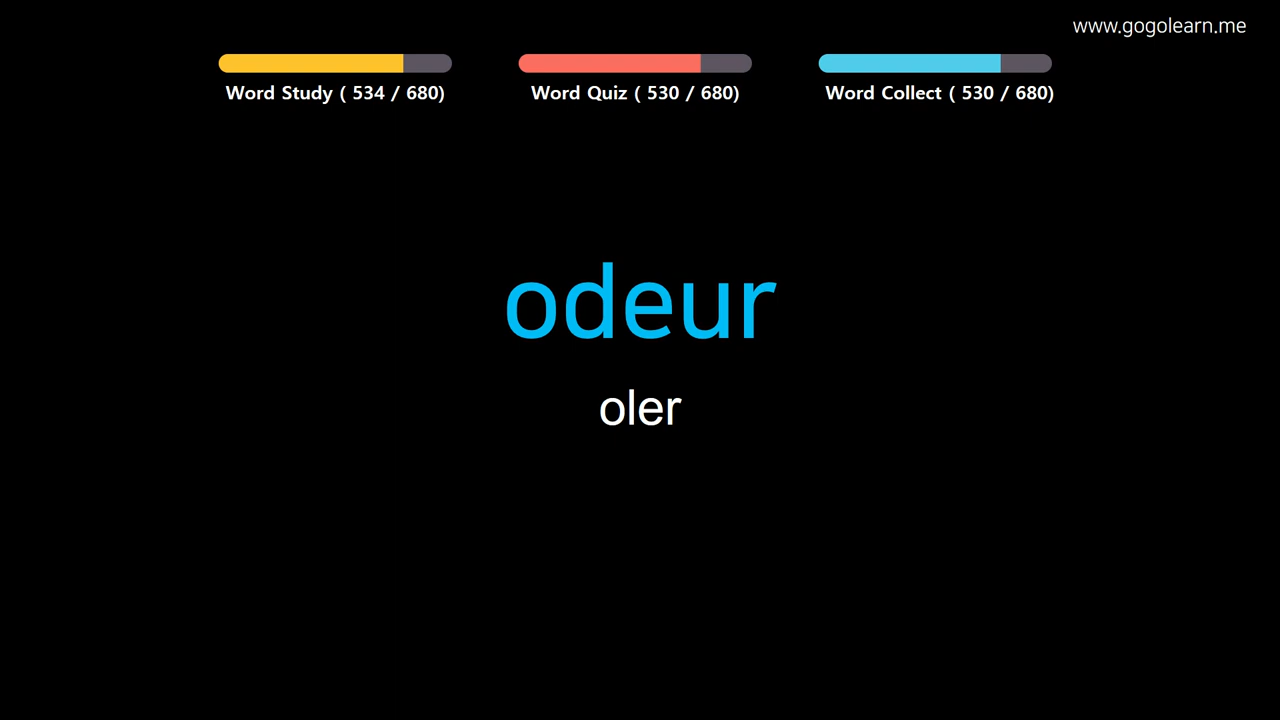 www.gogolearn.me
Word Study ( 534 / 680)
Word Quiz ( 530 / 680)
Word Collect ( 530 / 680)
odeur
oler